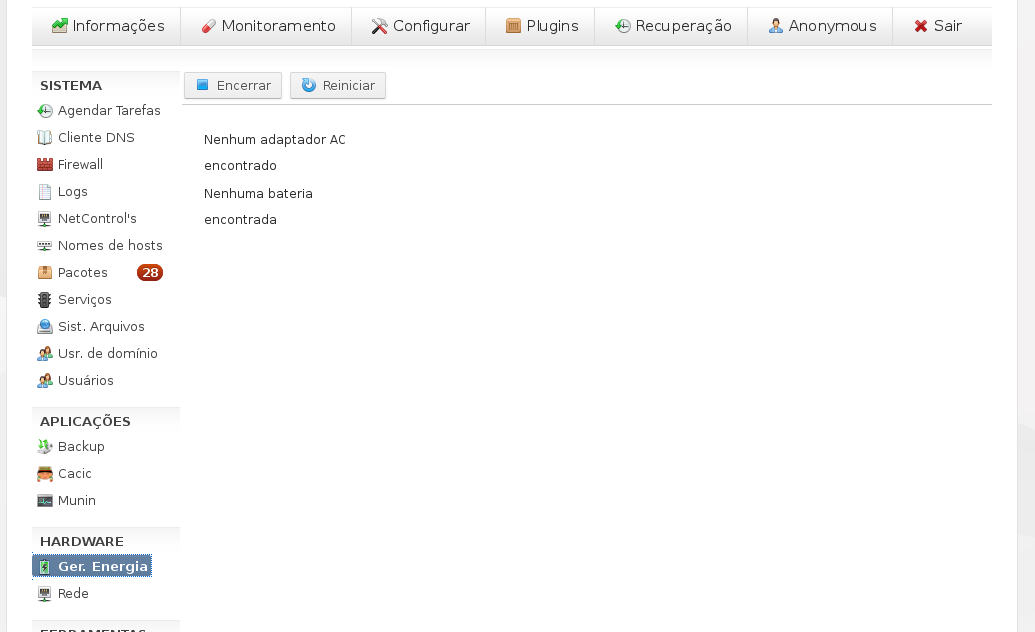 Informações Monitoramento Configurar Plugins Recuperação Anonymous Sair
SISTEMA
Agendar Tarefas
Cliente DNS
Firewall
Logs
NetControl's
Nomes de hosts
Pacotes 28
Serviços
Sist. Arquivos
Usr. de domínio
Usuários
APLICAÇÕES
Backup
Cacic
Munin
HARDWARE
Ger. Energia
Rede
FERRAMENTAS
Encerrar Reiniciar
Nenhum adaptador AC
encontrado
Nenhuma bateria
encontrada